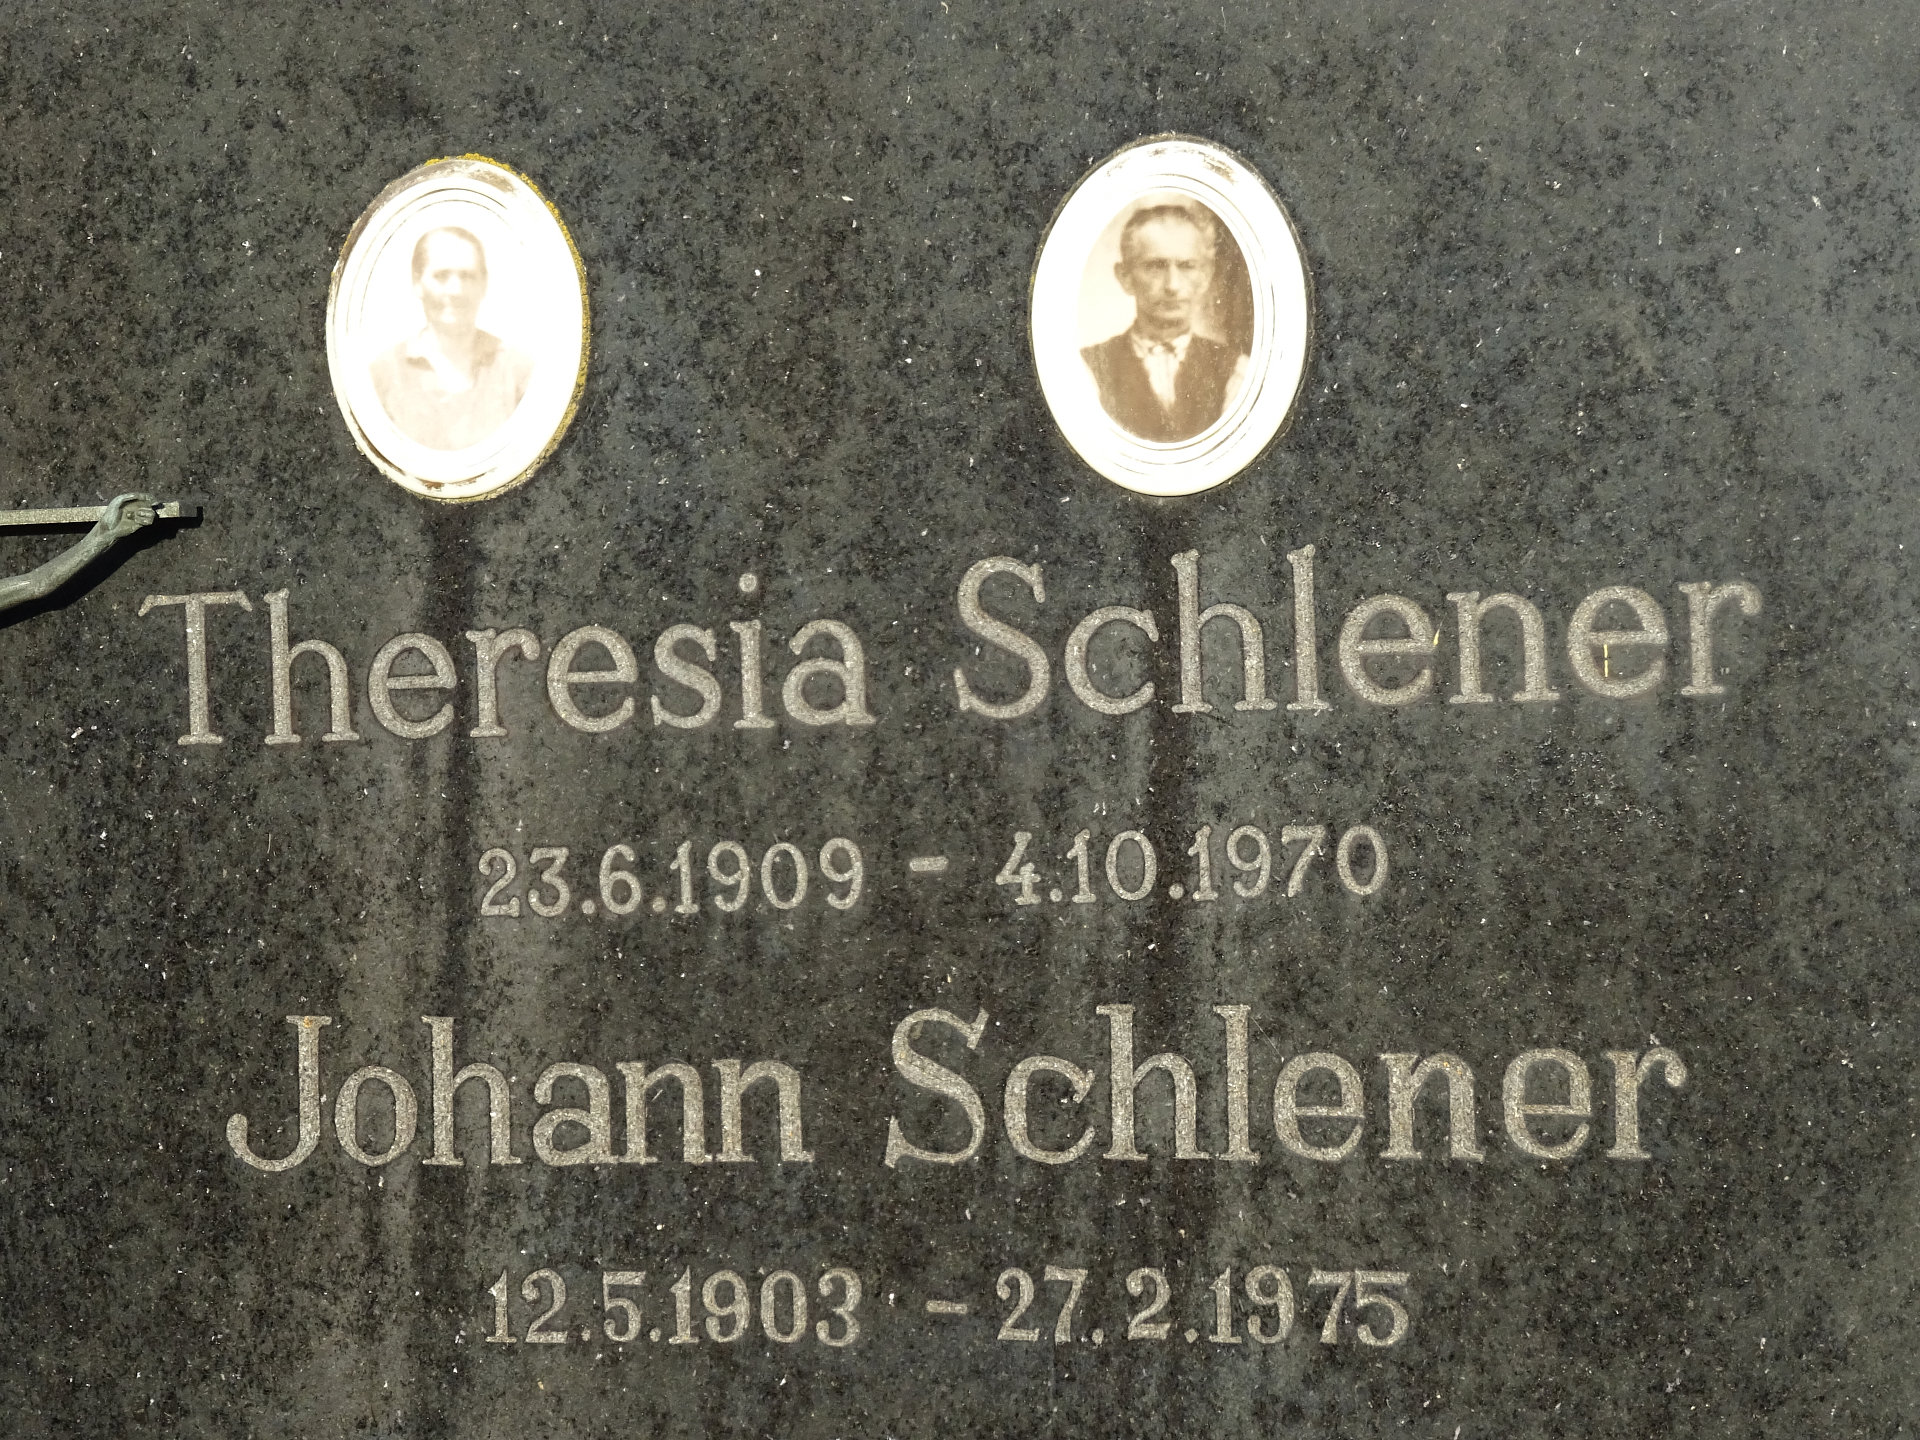 Theresia Schlener
23.6.1909 - 4.10.1970
Johann Schlener
12.5.1903 - 27.2.1975